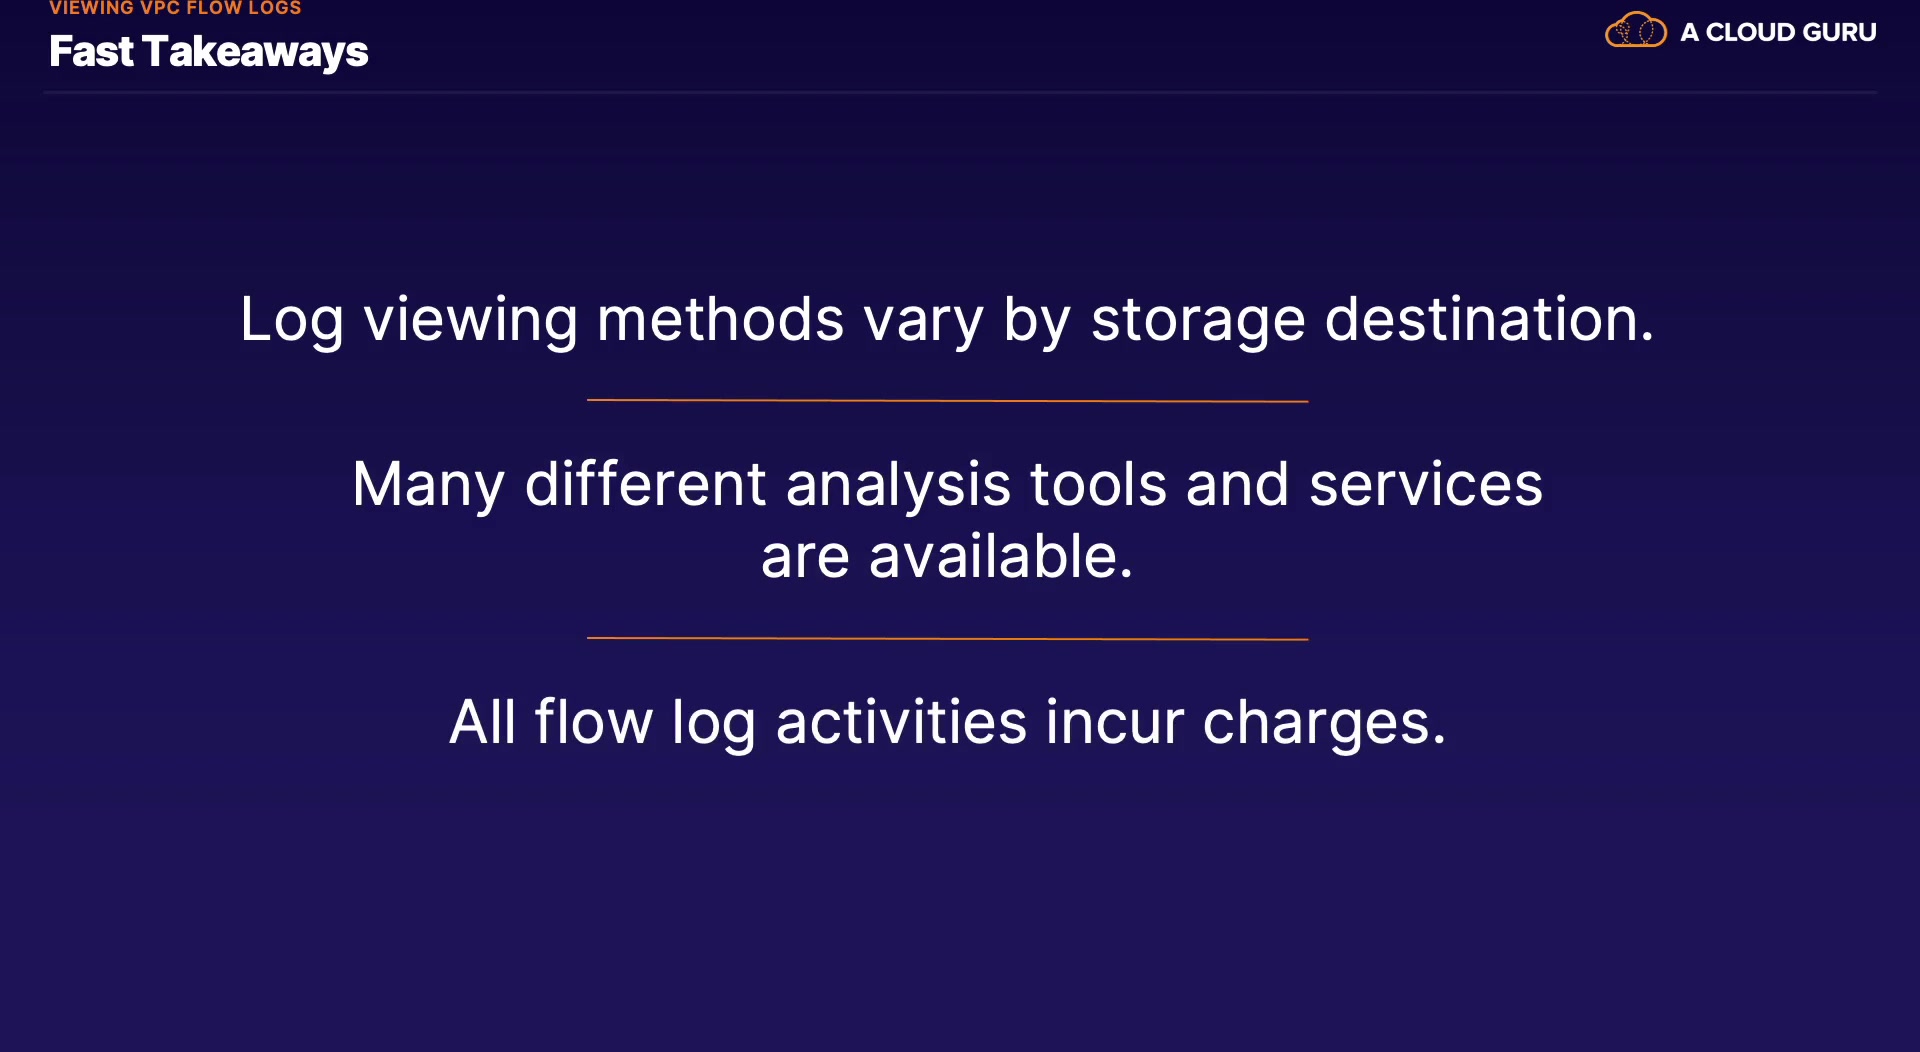 VIEWING VPC FLOW LOGS
Fast Takeaways
A CLOUD GURU
Log viewing methods vary by storage destination.
Many different analysis tools and services
are available.
All flow log activities incur charges.